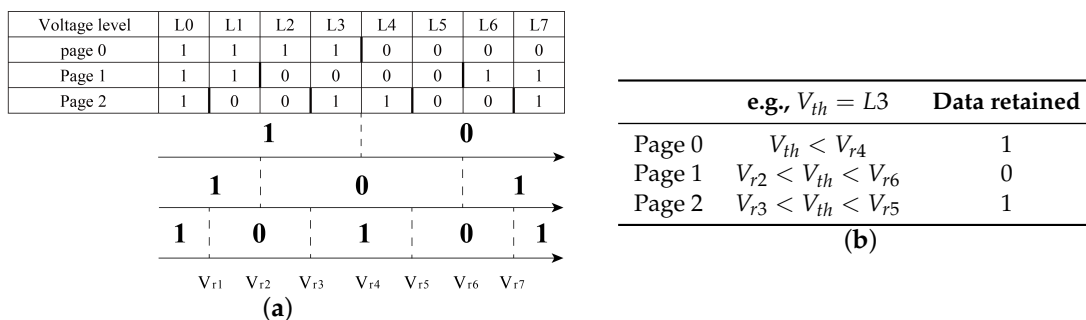 Voltage level L0 L1 L2 L3 L4 L5 L6 L7
page 0 1 1 1 1 0 0 0 0
Page 1 1 1 0 0 0 0 1 1
Page 2 1 0 0 1 1 0 0 1
1 0
1 0 1
1 0 1 0 1
Vr1 Vr2 Vr3 Vr4 Vr5 Vr6 Vr7
(a)
e.g., Vth = L3 Data retained
Page 0 Vth < Vr4 1
Page 1 Vr2 < Vth < Vr6 0
Page 2 Vr3 < Vth < Vr5 1
(b)